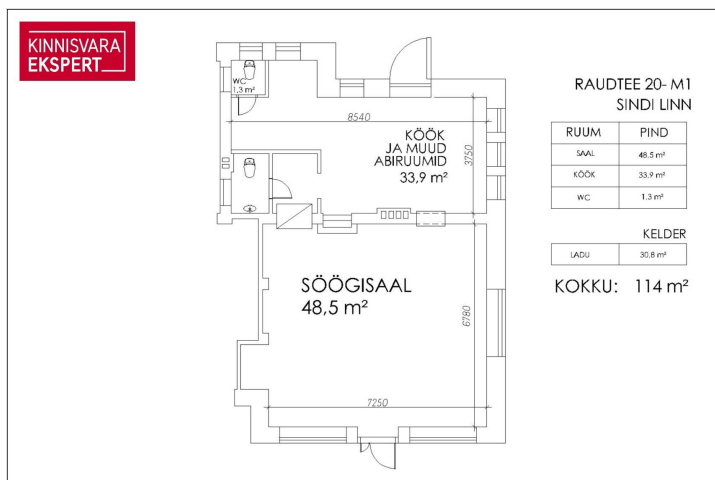 KINNISVARA
EKSPERT
WC
1,3 m²
8540
KÖÖK
JA MUUD
ABIRUUMID
33,9 m²
3750
SÖÖGISAAL
48,5 m²
6780
7250
RAUDTEE 20- M1
SINDI LINN
RUUM PIND
SAAL 48.5 m²
KÖÖK 33.9 m²
WC 1.3 m²
KELDER
LADU 30.8 m²
KOKKU: 114 m²